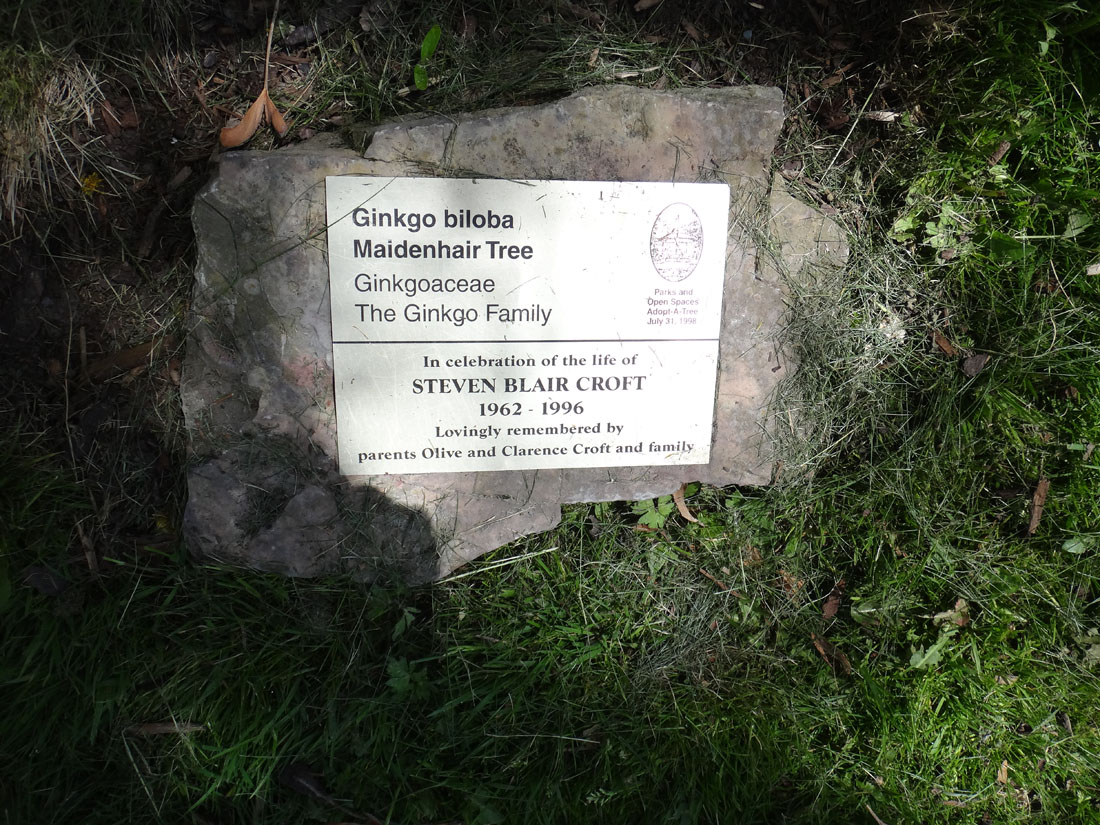 Ginkgo biloba
Maidenhair Tree
Ginkgoaceae
The Ginkgo Family
Parks and
Open Spaces
Adopt-A-Tree
July 31, 1998
In celebration of the life of
STEVEN BLAIR CROFT
1962 - 1996
Lovingly remembered by
parents Olive and Clarence Croft and family